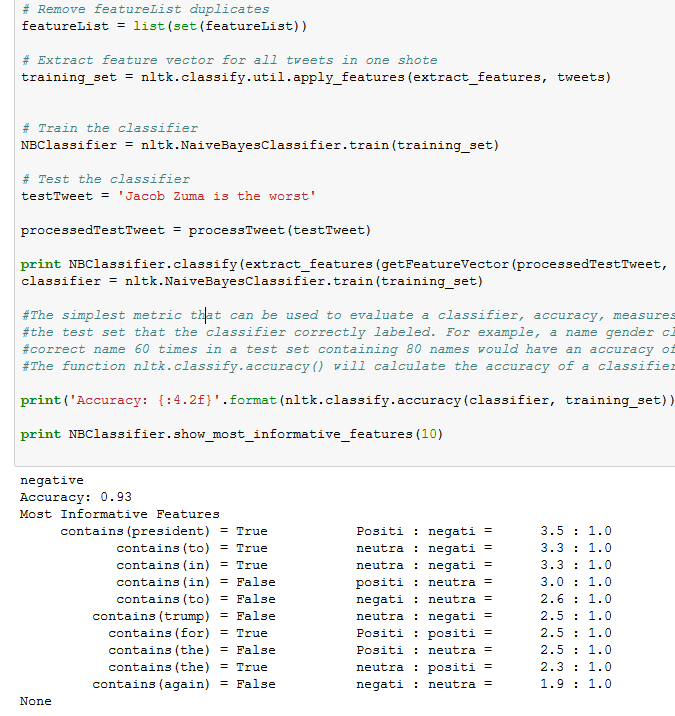 # Remove featureList duplicates
featureList = list(set(featureList))
# Extract feature vector for all tweets in one shote
training_set = nltk.classify.util.apply_features(extract_features, tweets)
# Train the classifier
NBClassifier = nltk.NaiveBayesClassifier.train(training_set)
# Test the classifier
testTweet = 'Jacob Zuma is the worst'
processedTestTweet = processTweet(testTweet)
print NBClassifier.classify(extract_features(getFeatureVector(processedTestTweet,
classifier = nltk.NaiveBayesClassifier.train(training_set)
#The simplest metric that can be used to evaluate a classifier, accuracy, measures
#the test set that the classifier correctly labeled. For example, a name gender cl
#correct name 60 times in a test set containing 80 names would have an accuracy of
#The function nltk.classify.accuracy() will calculate the accuracy of a classifier
print('Accuracy: {:4.2f}'.format(nltk.classify.accuracy(classifier, training_set))
print NBClassifier.show_most_informative_features(10)
negative
Accuracy: 0.93
Most Informative Features
contains(president) = True Positi : negati = 3.5 : 1.0
contains(to) = True neutra : negati = 3.3 : 1.0
contains(in) = True neutra : negati = 3.3 : 1.0
contains(in) = False positi : neutra = 3.0 : 1.0
contains(to) = False negati : neutra = 2.6 : 1.0
contains(trump) = False neutra : negati = 2.5 : 1.0
contains(for) = True Positi : positi = 2.5 : 1.0
contains(the) = False Positi : neutra = 2.5 : 1.0
contains(the) = True neutra : positi = 2.3 : 1.0
contains(again) = False negati : neutra = 1.9 : 1.0
None